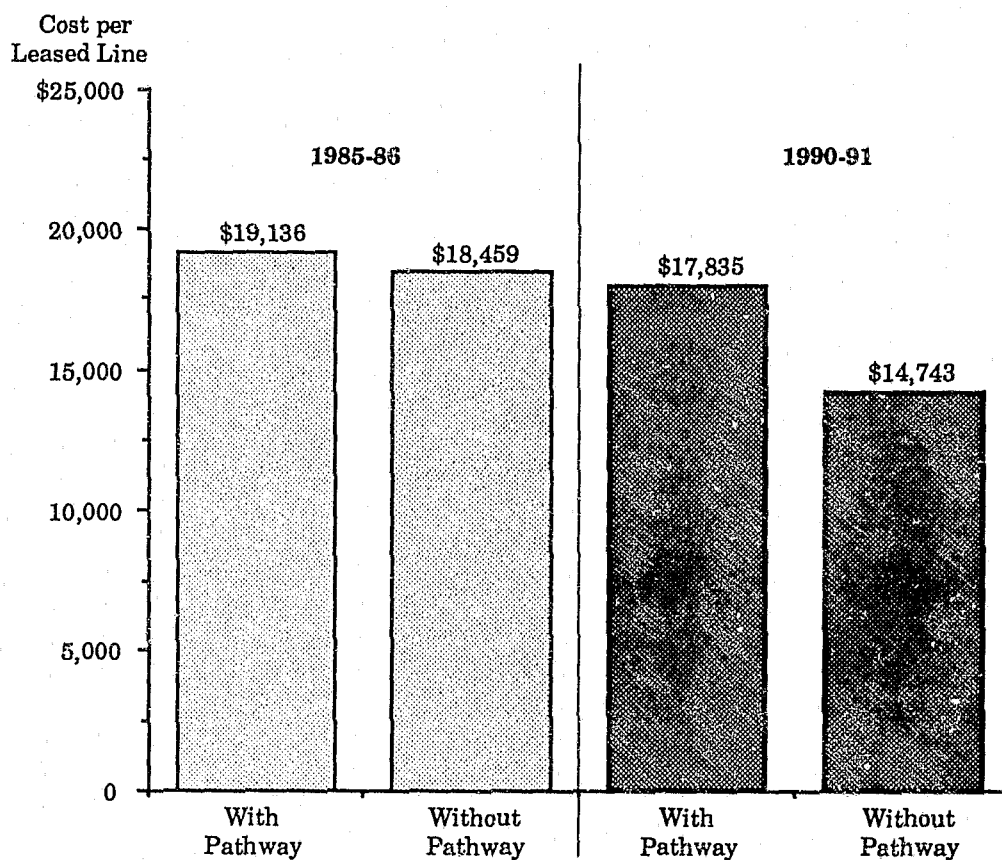 Cost per
Leased Line
$25,000
1985-86
1990-91
20,000
$19,136
$18,459
$17,835
15,000
$14,743
10,000
5,000
0
With
Pathway
Without
Pathway
With
Pathway
Without
Pathway